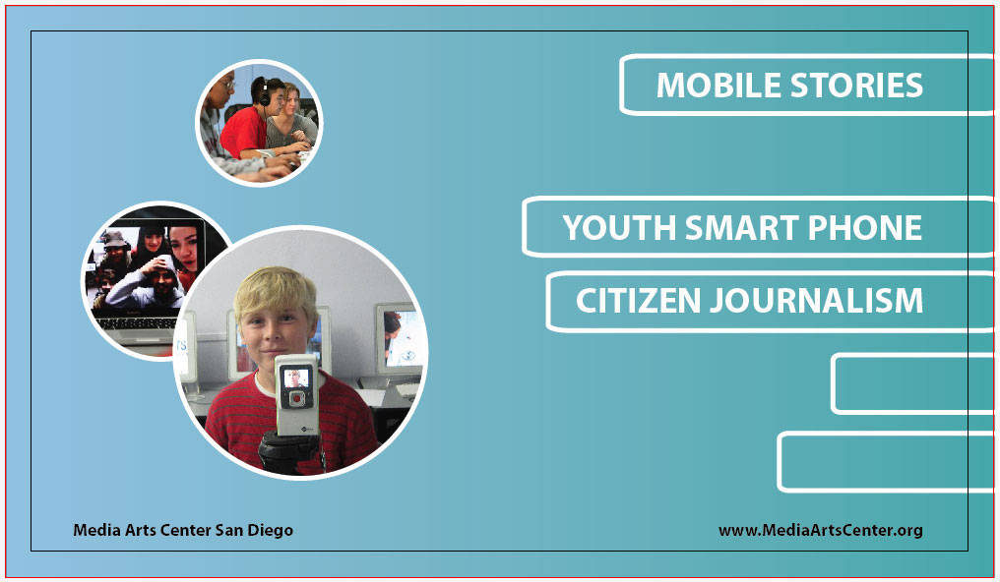 MOBILE STORIES
YOUTH SMART PHONE
CITIZEN JOURNALISM
Media Arts Center San Diego
www.MediaArtsCenter.org